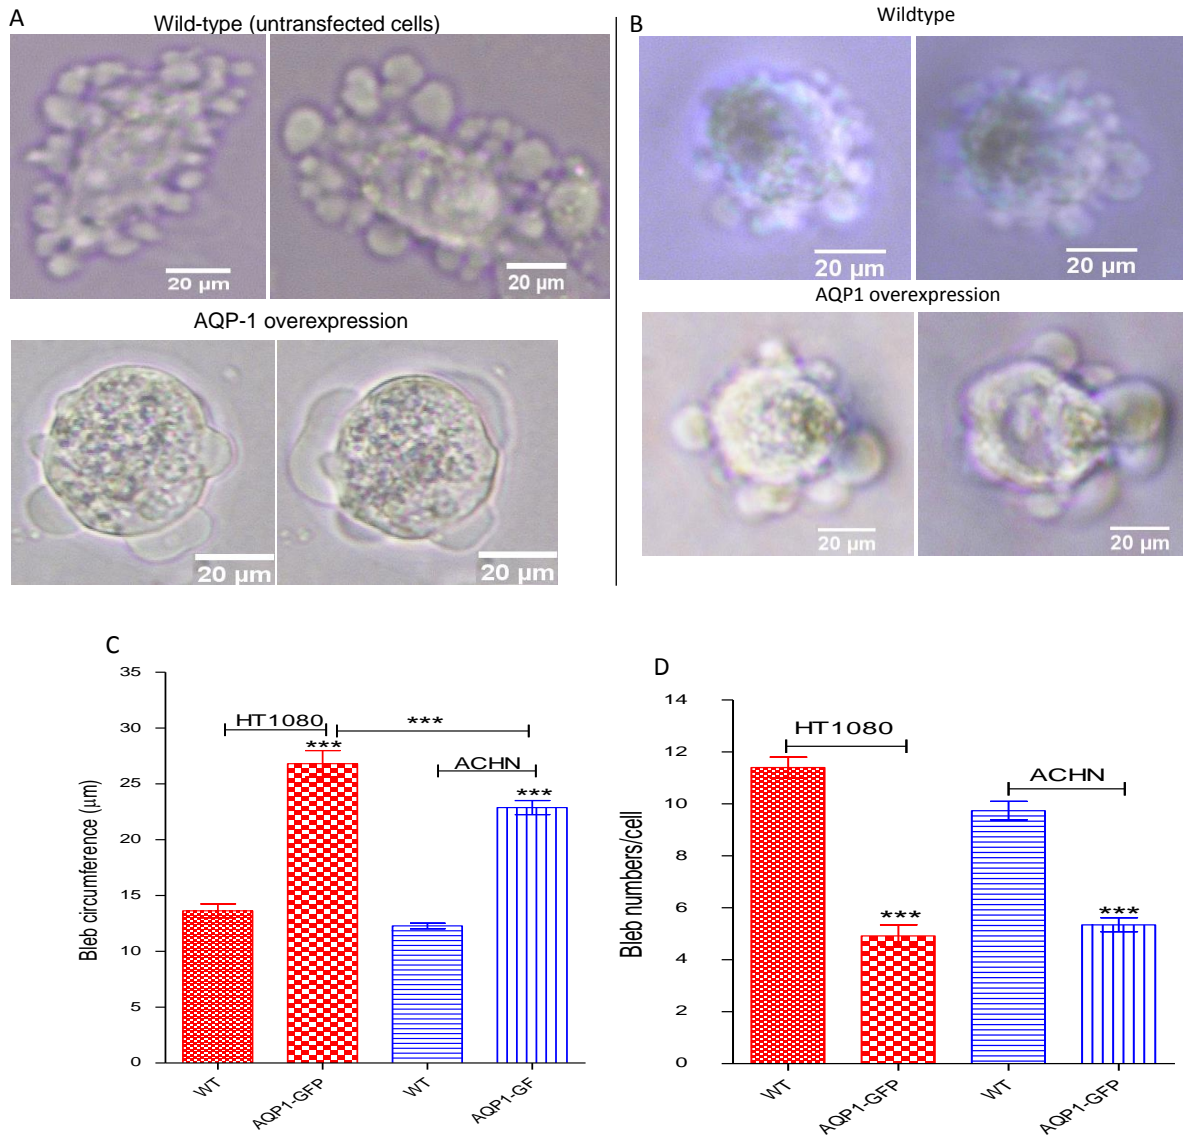 A
Wild-type (untransfected cells)
20 µm
20 µm
AQP-1 overexpression
20 µm
20 µm
B
Wildtype
20 µm
20 µm
AQP1 overexpression
20 µm
20 µm
C
Bleb circumference (µm)
35
30
25
20
15
10
5
0
HT1080
***
***
ACHN
***
WT
AQP1-GFP
WT
AQP1-GF
D
Bleb numbers/cell
14
12
10
8
6
4
2
0
HT1080
ACHN
***
***
WT
AQP1-GFP
WT
AQP1-GFP